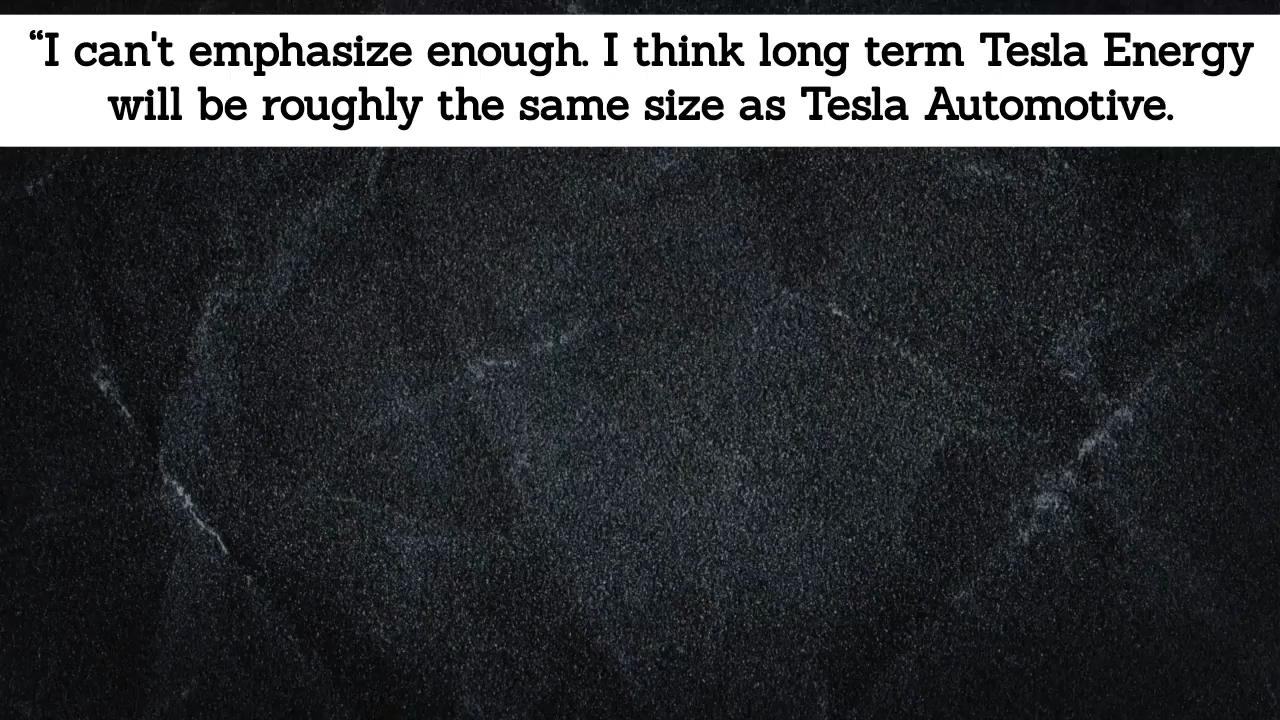 “I can't emphasize enough. I think long term Tesla Energy
will be roughly the same size as Tesla Automotive.